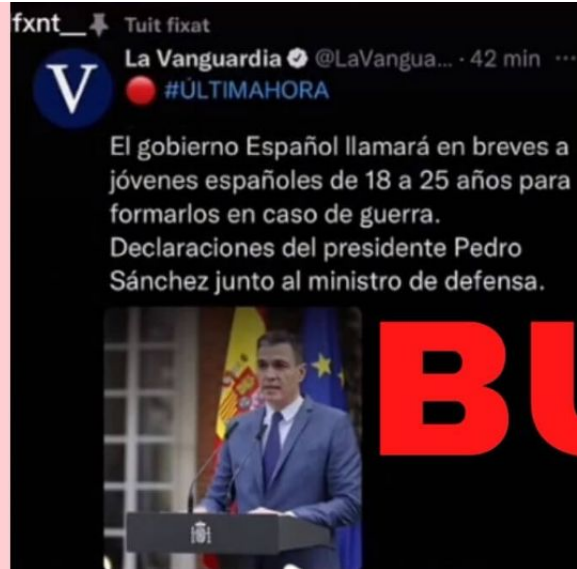 fxnt__ Tuit fixat
La Vanguardia @LaVangua... · 42 min ...
#ÚLTIMAHORA
El gobierno Español llamará en breves a
jóvenes españoles de 18 a 25 años para
formarlos en caso de guerra.
Declaraciones del presidente Pedro
Sánchez junto al ministro de defensa.
BU